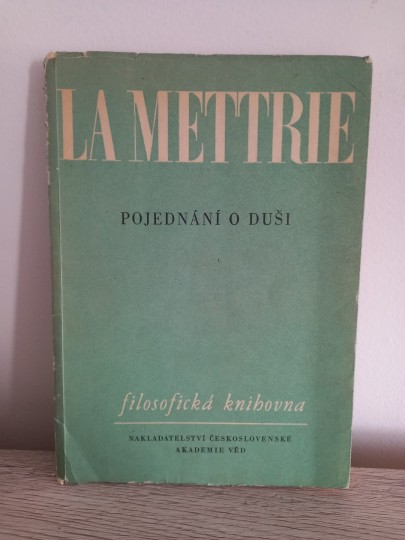 LA METTRIE
POJEDNÁNÍ O DUŠI
filosofická knihovna
NAKLADATELSTVÍ ČESKOSLOVENSKÉ
AKADEMIE VĚD